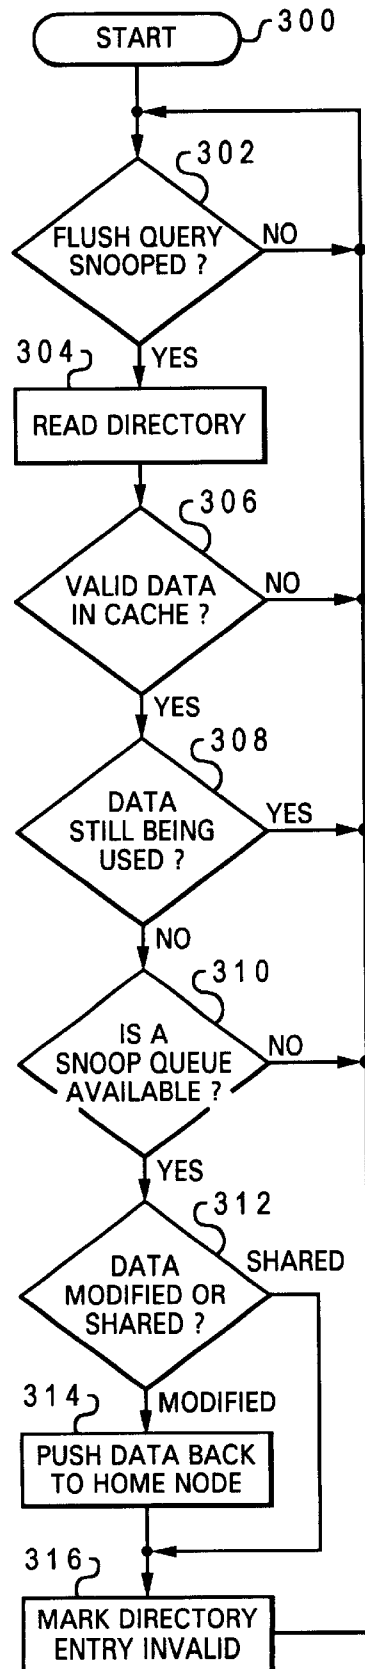 START
300
302
FLUSH QUERY
SNOOPED ?
NO
YES
304
READ DIRECTORY
306
VALID DATA
IN CACHE ?
NO
YES
308
DATA
STILL BEING
USED ?
YES
NO
310
IS A
SNOOP QUEUE
AVAILABLE ?
NO
YES
312
DATA
MODIFIED OR
SHARED ?
SHARED
MODIFIED
314
PUSH DATA BACK
TO HOME NODE
316
MARK DIRECTORY
ENTRY INVALID